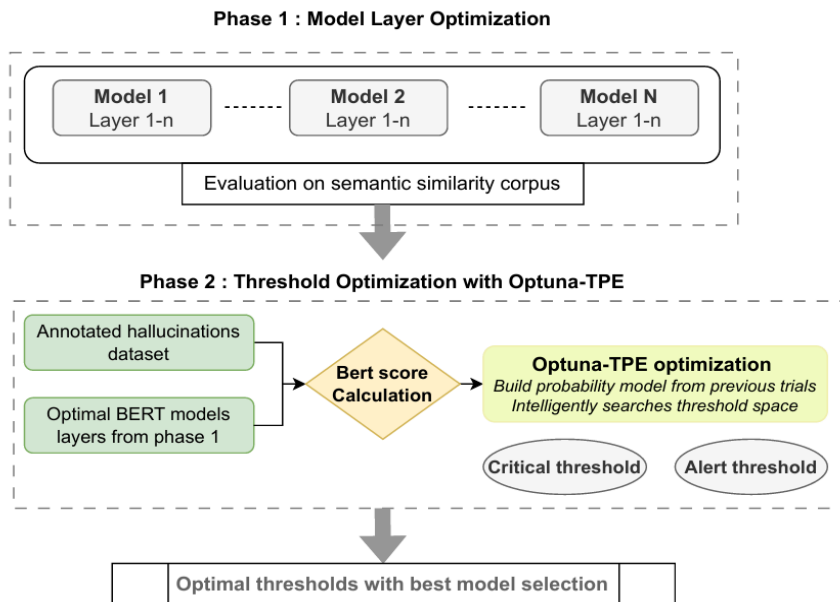 Phase 1 : Model Layer Optimization
Model 1
Layer 1-n
Model 2
Layer 1-n
Model N
Layer 1-n
Evaluation on semantic similarity corpus
Phase 2 : Threshold Optimization with Optuna-TPE
Annotated hallucinations
dataset
Optimal BERT models
layers from phase 1
Bert score
Calculation
Optuna-TPE optimization
Build probability model from previous trials
Intelligently searches threshold space
Critical threshold
Alert threshold
Optimal thresholds with best model selection